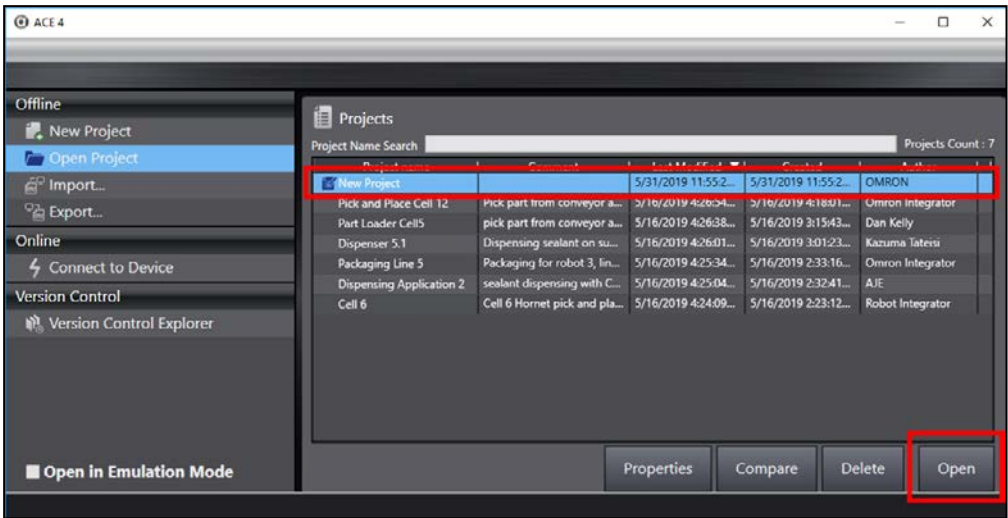 ACE 4
Offline
New Project
Open Project
Import...
Export...
Online
Connect to Device
Version Control
Version Control Explorer
Open in Emulation Mode
Projects
Project Name Search
Projects Count : 7
Project name Comment Last Modified Created Author
New Project 5/31/2019 11:55:2... 5/31/2019 11:55:2... OMRON
Pick and Place Cell 12 Pick part from conveyor a... 5/16/2019 4:26:54... 5/16/2019 4:18:01... Omron Integrator
Part Loader Cell5 pick part from conveyor a... 5/16/2019 4:26:38... 5/16/2019 3:15:43... Dan Kelly
Dispenser 5.1 Dispensing sealant on su... 5/16/2019 4:26:01... 5/16/2019 3:01:23... Kazuma Tateisi
Packaging Line 5 Packaging for robot 3, lin... 5/16/2019 4:25:34... 5/16/2019 2:33:16... Omron Integrator
Dispensing Application 2 sealant dispensing with C... 5/16/2019 4:25:04... 5/16/2019 2:32:41... AJE
Cell 6 Cell 6 Hornet pick and pla... 5/16/2019 4:24:09... 5/16/2019 2:23:12... Robot Integrator
Properties Compare Delete Open